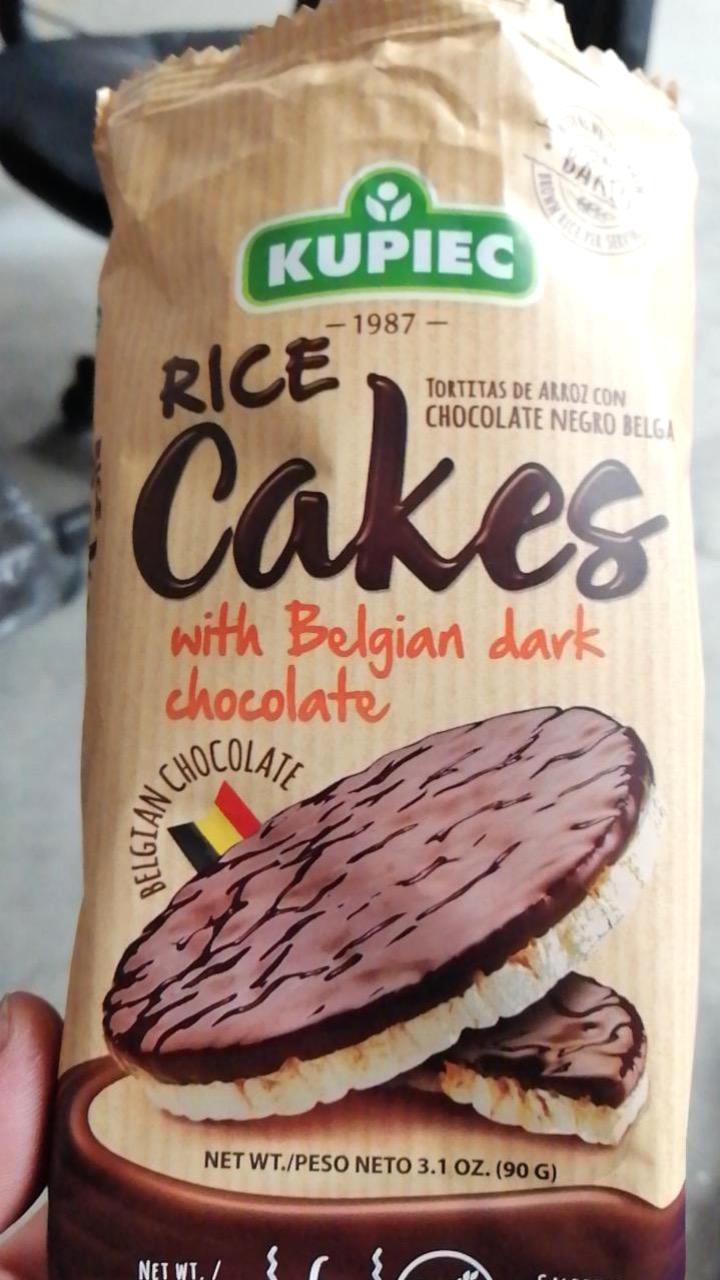 KUPIEC
– 1987 –
RICE
Cakes
TORTITAS DE ARROZ CON
CHOCOLATE NEGRO BELGA
with Belgian dark
chocolate
BELGIAN CHOCOLATE
NET WT./PESO NETO 3.1 OZ. (90 G)
NET WT. /